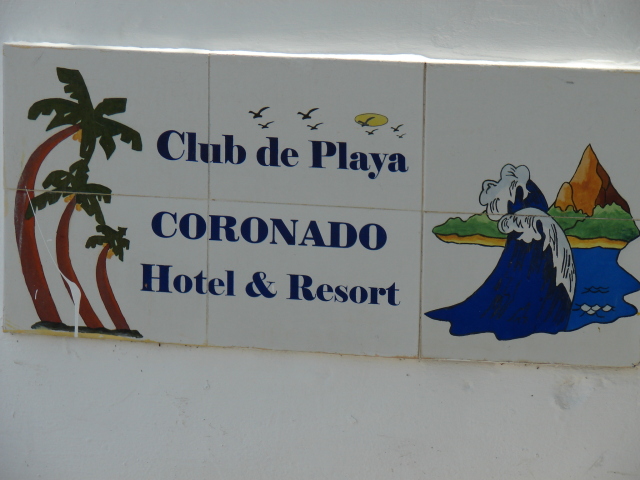 Club de Playa
CORONADO
Hotel & Resort